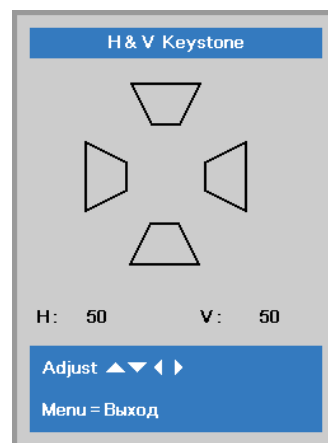 H & V Keystone
H: 50 V: 50
Adjust ▲▼◀▶
Menu = Выход